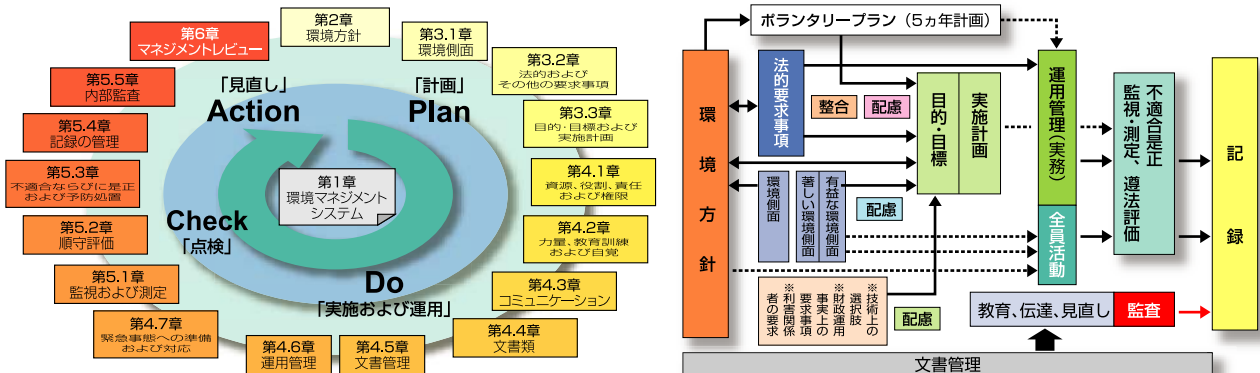 第2章
環境方針
第3.1章
環境側面
第3.2章
法的および
その他の要求事項
第3.3章
目的・目標および
実施計画
第4.1章
資源、役割、責任
および権限
第4.2章
力量、教育訓練
および自覚
第4.3章
コミュニケーション
第4.4章
文書類
第4.5章
文書管理
第4.6章
運用管理
第4.7章
緊急事態への準備
および対応
第5.1章
監視および測定
第5.2章
順守評価
第5.3章
不適合ならびに是正
および予防処置
第5.4章
記録の管理
第5.5章
内部監査
第6章
マネジメントレビュー
「見直し」
Action
「計画」
Plan
第1章
環境マネジメント
システム
Check
「点検」
Do
「実施および運用」
ボランタリープラン（5ヵ年計画）
環境方針
法的要求事項
整合
配慮
目的・目標
実施計画
運用管理（実務）
全員活動
不適合是正
監視・測定、遵法評価
記録
環境側面
著しい環境側面
有益な環境側面
配慮
※技術上の
選択肢
※財政運用
事実上の
要求事項
※利害関係
者の要求
配慮
教育、伝達、見直し
監査
文書管理